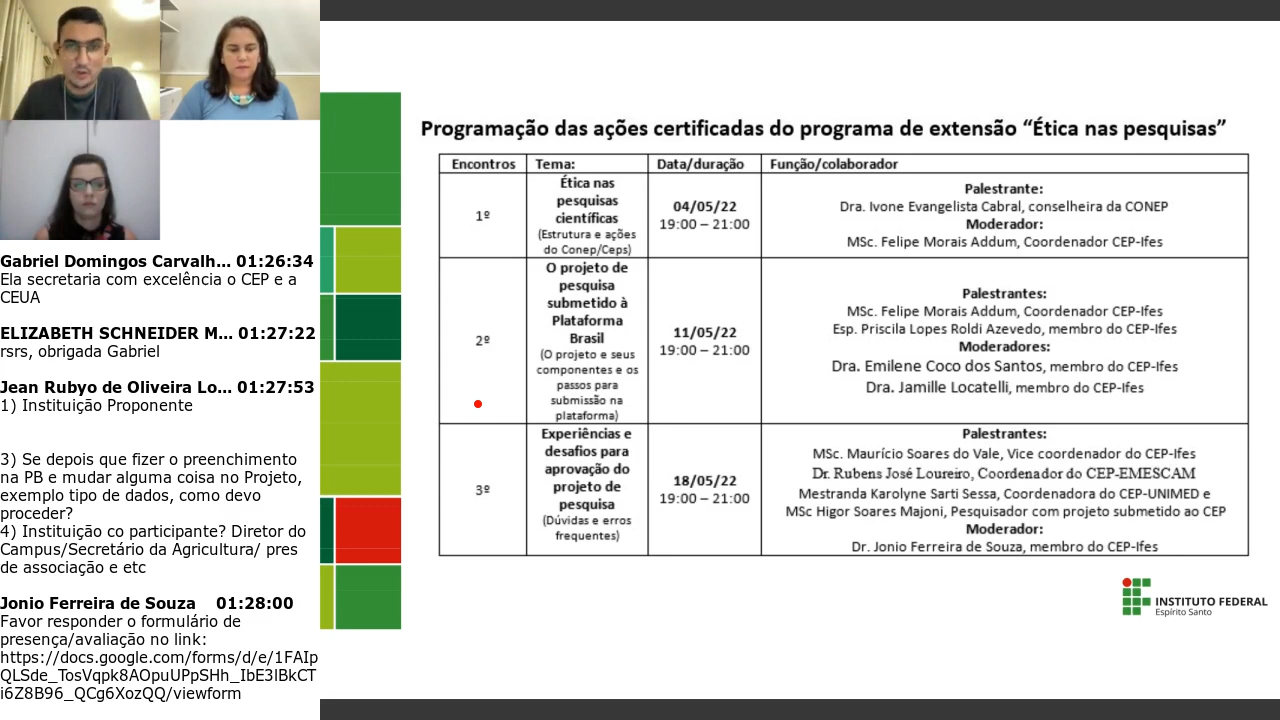 Gabriel Domingos Carvalh... 01:26:34
Ela secretaria com excelência o CEP e a
CEUA
ELIZABETH SCHNEIDER M... 01:27:22
rsrs, obrigada Gabriel
Jean Rubyo de Oliveira Lo... 01:27:53
1) Instituição Proponente
3) Se depois que fizer o preenchimento
na PB e mudar alguma coisa no Projeto,
exemplo tipo de dados, como devo
proceder?
4) Instituição co participante? Diretor do
Campus/Secretário da Agricultura/ pres
de associação e etc
Jonio Ferreira de Souza 01:28:00
Favor responder o formulário de
presença/avaliação no link:
https://docs.google.com/forms/d/e/1FAIp
QLSde_TosVqpk8AOpuUPpSHh_IbE3lBkCT
i6Z8B96_QCg6XozQQ/viewform
Programação das ações certificadas do programa de extensão “Ética nas pesquisas”
Encontros Tema: Data/duração Função/colaborador
1º
Ética nas
pesquisas
científicas
(Estrutura e ações
do Conep/Ceps)
04/05/22
19:00 – 21:00
Palestrante:
Dra. Ivone Evangelista Cabral, conselheira da CONEP
Moderador:
MSc. Felipe Morais Addum, Coordenador CEP-Ifes
2º
O projeto de
pesquisa
submetido à
Plataforma
Brasil
(O projeto e seus
componentes e os
passos para
submissão na
plataforma)
11/05/22
19:00 – 21:00
Palestrantes:
MSc. Felipe Morais Addum, Coordenador CEP-Ifes
Esp. Priscila Lopes Roldi Azevedo, membro do CEP-Ifes
Moderadores:
Dra. Emilene Coco dos Santos, membro do CEP-Ifes
Dra. Jamille Locatelli, membro do CEP-Ifes
3º
Experiências e
desafios para
aprovação do
projeto de
pesquisa
(Dúvidas e erros
frequentes)
18/05/22
19:00 – 21:00
Palestrantes:
MSc. Maurício Soares do Vale, Vice coordenador do CEP-Ifes
Dr. Rubens José Loureiro, Coordenador do CEP-EMESCAM
Mestranda Karolyne Sarti Sessa, Coordenadora do CEP-UNIMED e
MSc Higor Soares Majoni, Pesquisador com projeto submetido ao CEP
Moderador:
Dr. Jonio Ferreira de Souza, membro do CEP-Ifes
INSTITUTO FEDERAL
Espírito Santo